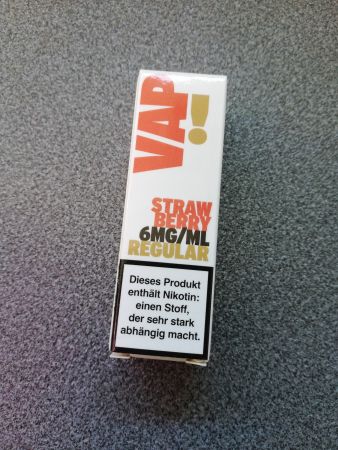 VAP!
STRAW
BERRY
6MG/ML
REGULAR
Dieses Produkt
enthält Nikotin:
einen Stoff,
der sehr stark
abhängig macht.